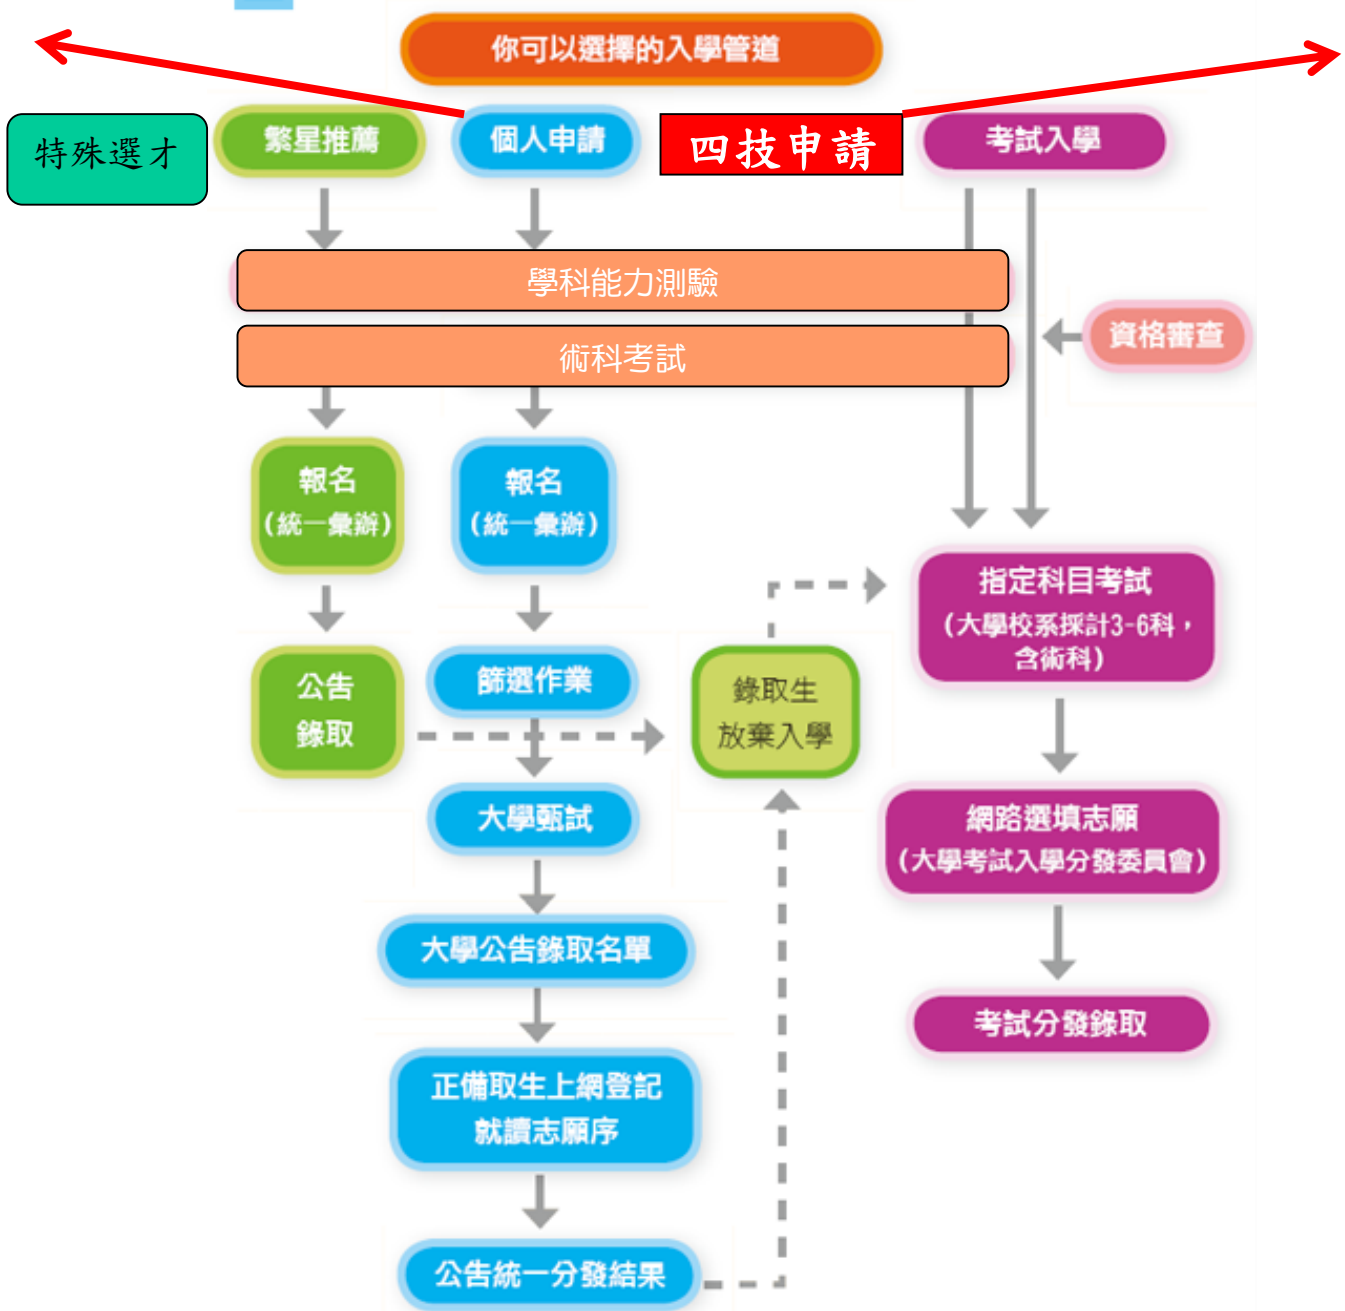 你可以選擇的入學管道
特殊選才
繁星推薦
個人申請
四技申請
考試入學
學科能力測驗
術科考試
資格審查
報名
(統一彙辦)
報名
(統一彙辦)
指定科目考試
(大學校系採計3-6科，
含術科)
公告
錄取
篩選作業
錄取生
放棄入學
大學甄試
網路選填志願
(大學考試入學分發委員會)
大學公告錄取名單
考試分發錄取
正備取生上網登記
就讀志願序
公告統一分發結果